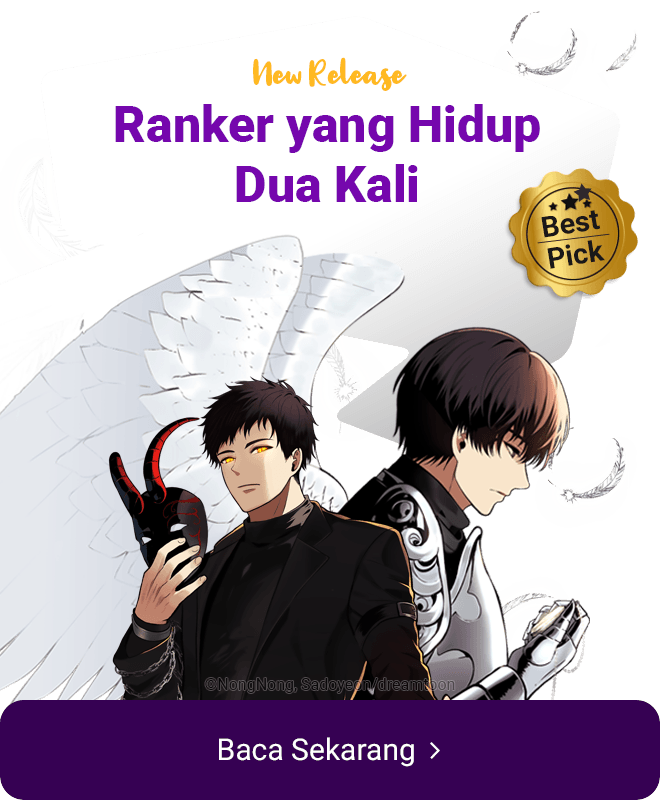 New Release
Ranker yang Hidup
Dua Kali
Best
Pick
©NongNong, Sadoyeon/dreamtoon
Baca Sekarang >